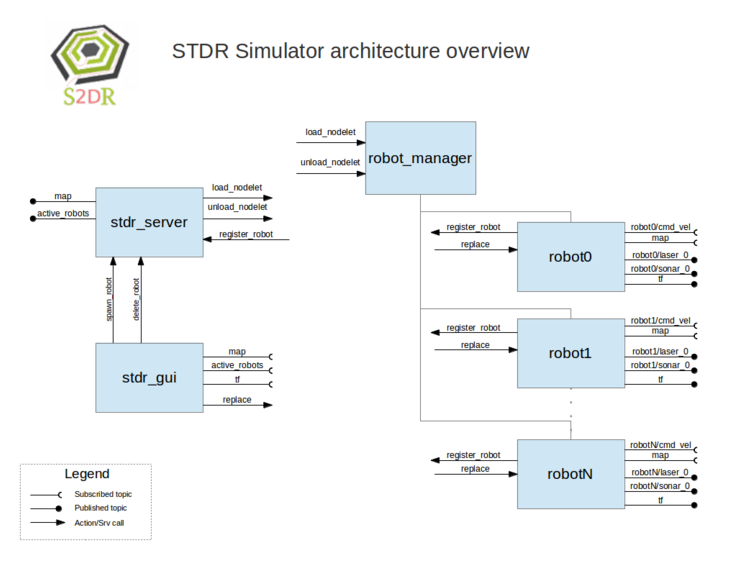 STDR Simulator architecture overview
S2DR
load_nodelet
unload_nodelet
robot_manager
map
active_robots
stdr_server
load_nodelet
unload_nodelet
register_robot
spawn_robot
delete_robot
stdr_gui
map
active_robots
tf
replace
register_robot
replace
robot0
robot0/cmd_vel
map
robot0/laser_0
robot0/sonar_0
tf
register_robot
replace
robot1
robot1/cmd_vel
map
robot1/laser_0
robot1/sonar_0
tf
register_robot
replace
robotN
robotN/cmd_vel
map
robotN/laser_0
robotN/sonar_0
tf
Legend
Subscribed topic
Published topic
Action/Srv call